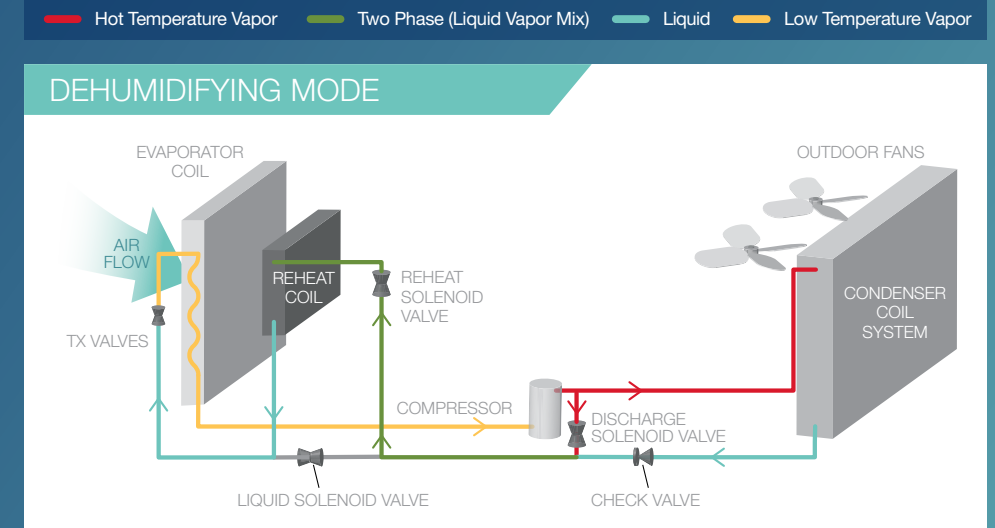 Hot Temperature Vapor
Two Phase (Liquid Vapor Mix)
Liquid
Low Temperature Vapor
DEHUMIDIFYING MODE
EVAPORATOR
COIL
OUTDOOR FANS
AIR
FLOW
REHEAT
COIL
REHEAT
SOLENOID
VALVE
CONDENSER
COIL
SYSTEM
TX VALVES
COMPRESSOR
DISCHARGE
SOLENOID VALVE
LIQUID SOLENOID VALVE
CHECK VALVE